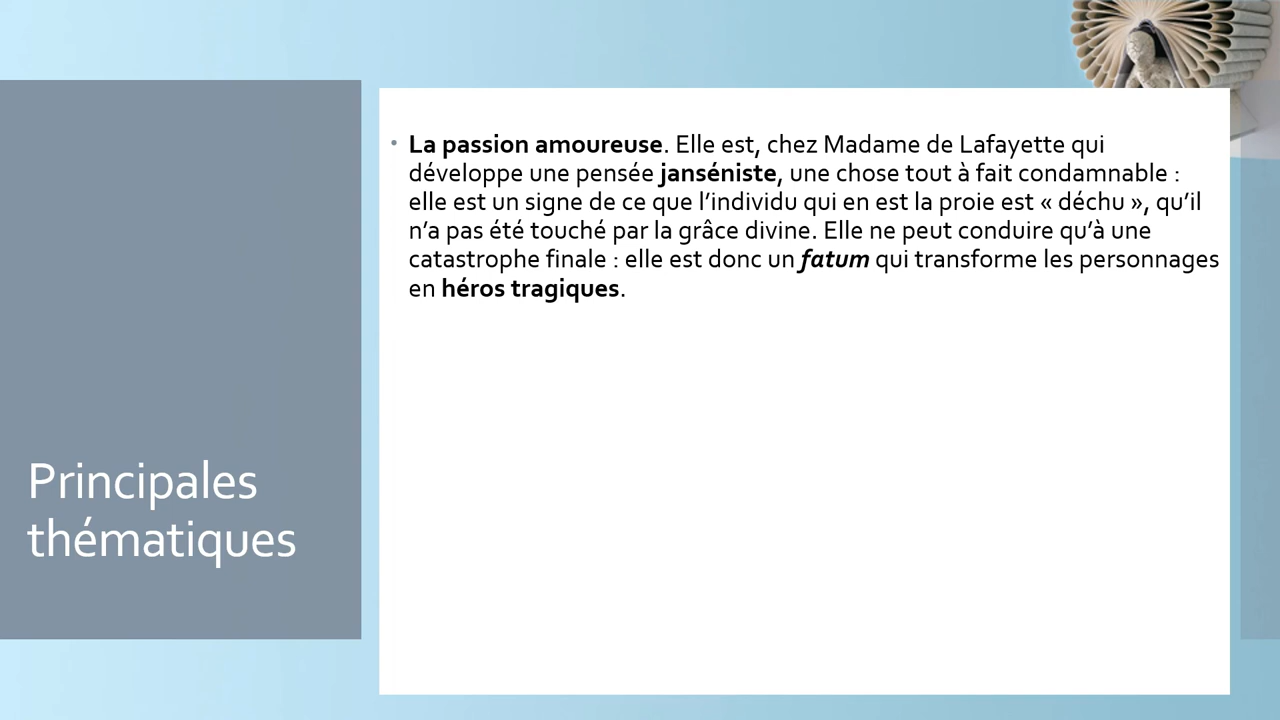 Principales
thématiques
• La passion amoureuse. Elle est, chez Madame de Lafayette qui
développe une pensée janséniste, une chose tout à fait condamnable :
elle est un signe de ce que l’individu qui en est la proie est « déchu », qu’il
n’a pas été touché par la grâce divine. Elle ne peut conduire qu’à une
catastrophe finale : elle est donc un fatum qui transforme les personnages
en héros tragiques.